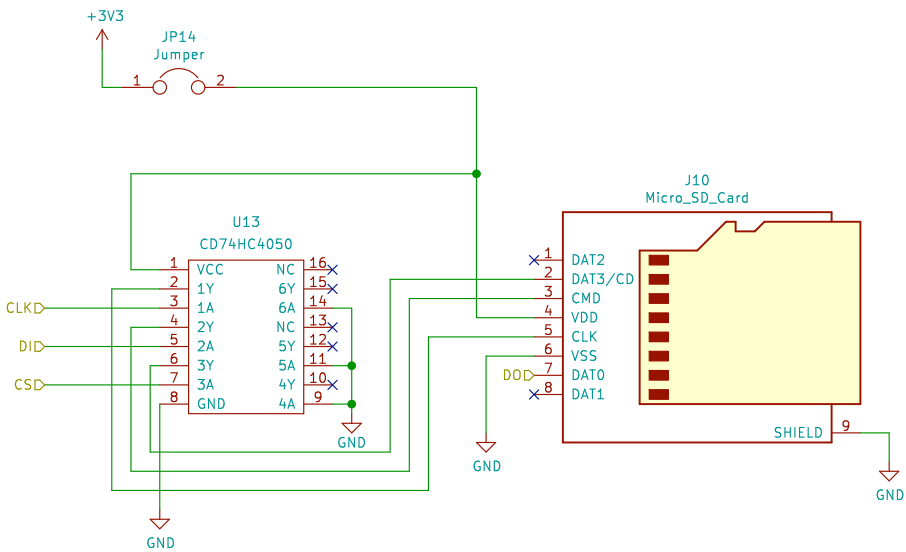 +3V3
JP14
Jumper
1 2
J10
Micro_SD_Card
U13
CD74HC4050
1 VCC NC 16
2 1Y 6Y 15
CLK 3 1A 6A 14
4 2Y NC 13
DI 5 2A 5Y 12
6 3Y 5A 11
CS 7 3A 4Y 10
8 GND 4A 9
GND
GND
1 DAT2
2 DAT3/CD
3 CMD
4 VDD
5 CLK
6 VSS
DO 7 DAT0
8 DAT1
SHIELD 9
GND
GND